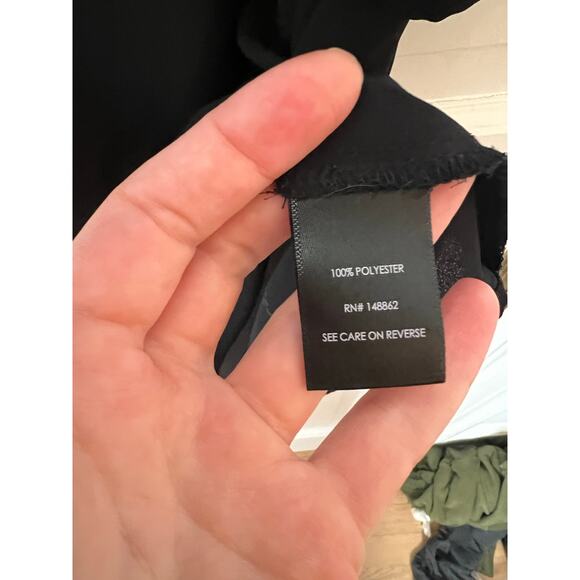 100% POLYESTER
RN# 148862
SEE CARE ON REVERSE